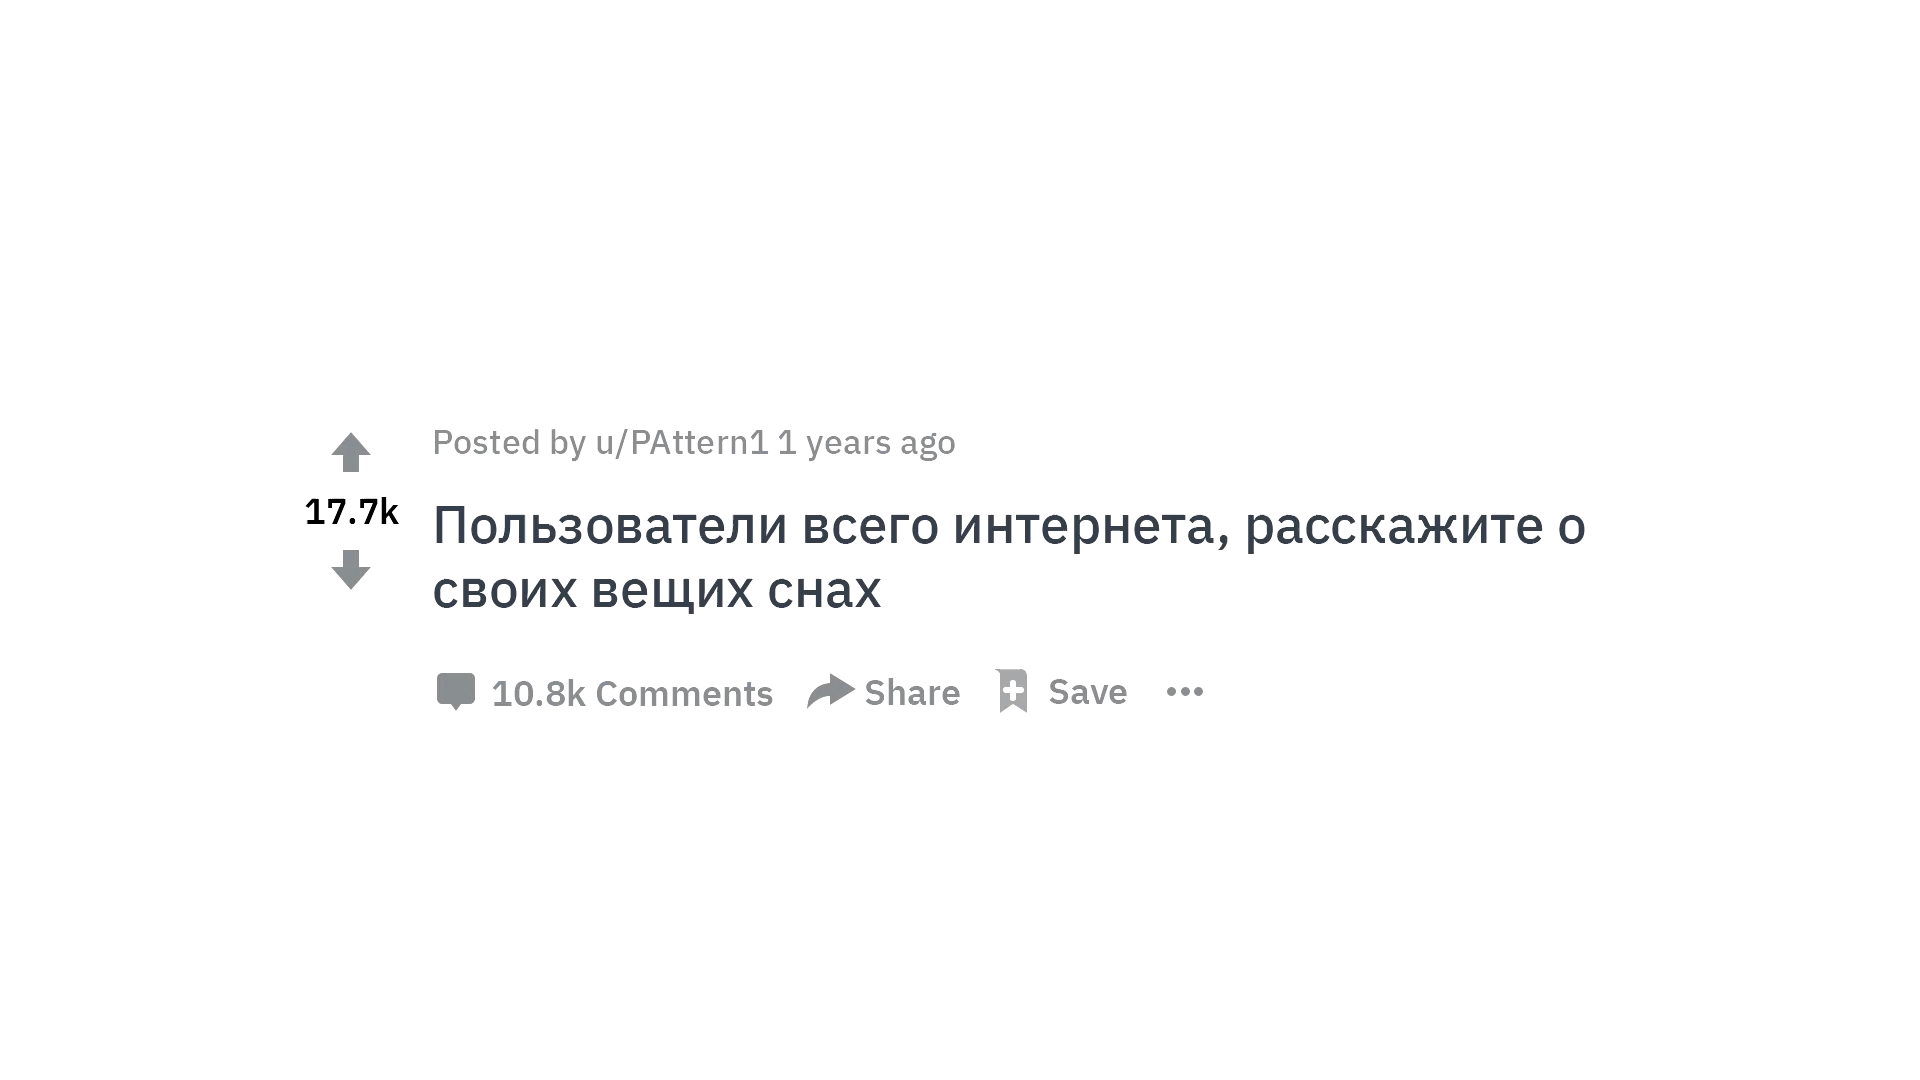 Posted by u/PAttern1 1 years ago
17.7k
Пользователи всего интернета, расскажите о
своих вещих снах
10.8k Comments Share Save